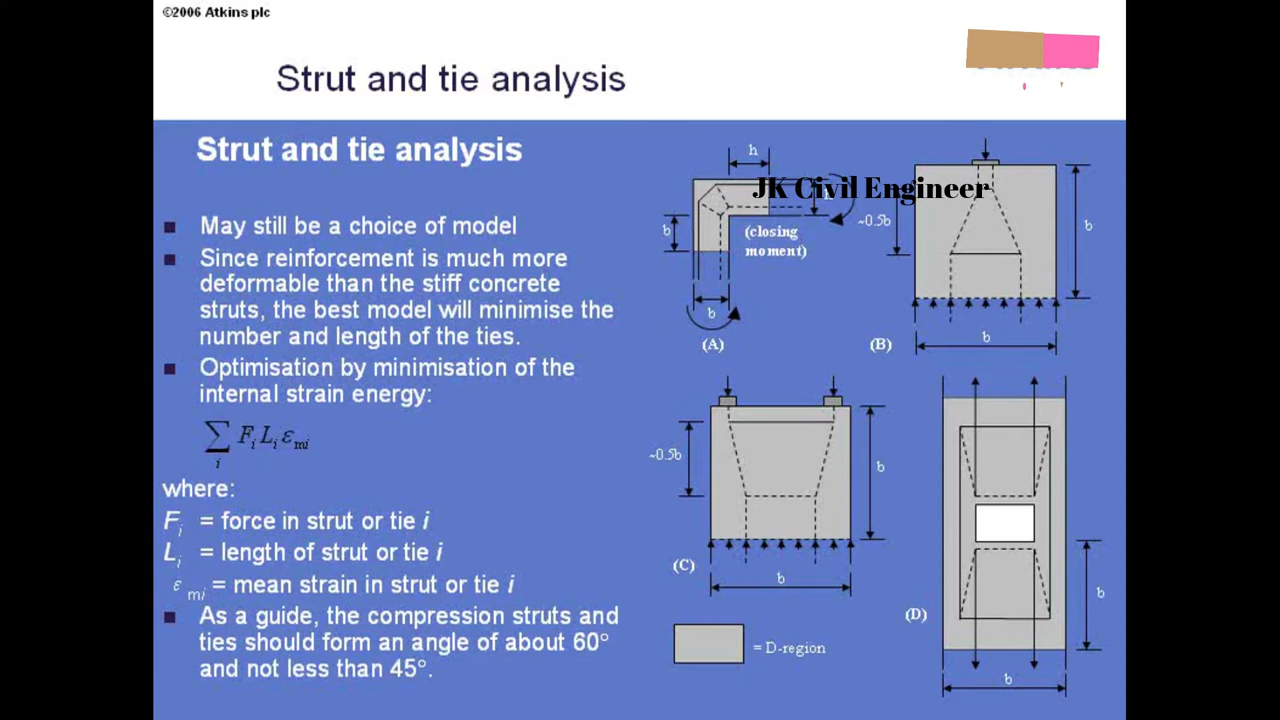 ©2006 Atkins plc
Strut and tie analysis
Strut and tie analysis
May still be a choice of model
Since reinforcement is much more
deformable than the stiff concrete
struts, the best model will minimise the
number and length of the ties.
Optimisation by minimisation of the
internal strain energy:
∑ F_i L_i ε_mi
i
where:
F_i = force in strut or tie i
L_i = length of strut or tie i
ε_mi = mean strain in strut or tie i
As a guide, the compression struts and
ties should form an angle of about 60°
and not less than 45°.
h
JK Civil Engineer
b
(closing
moment)
b
(A)
~0.5b
b
b
(B)
~0.5b
b
b
(C)
b
b
(D)
= D-region